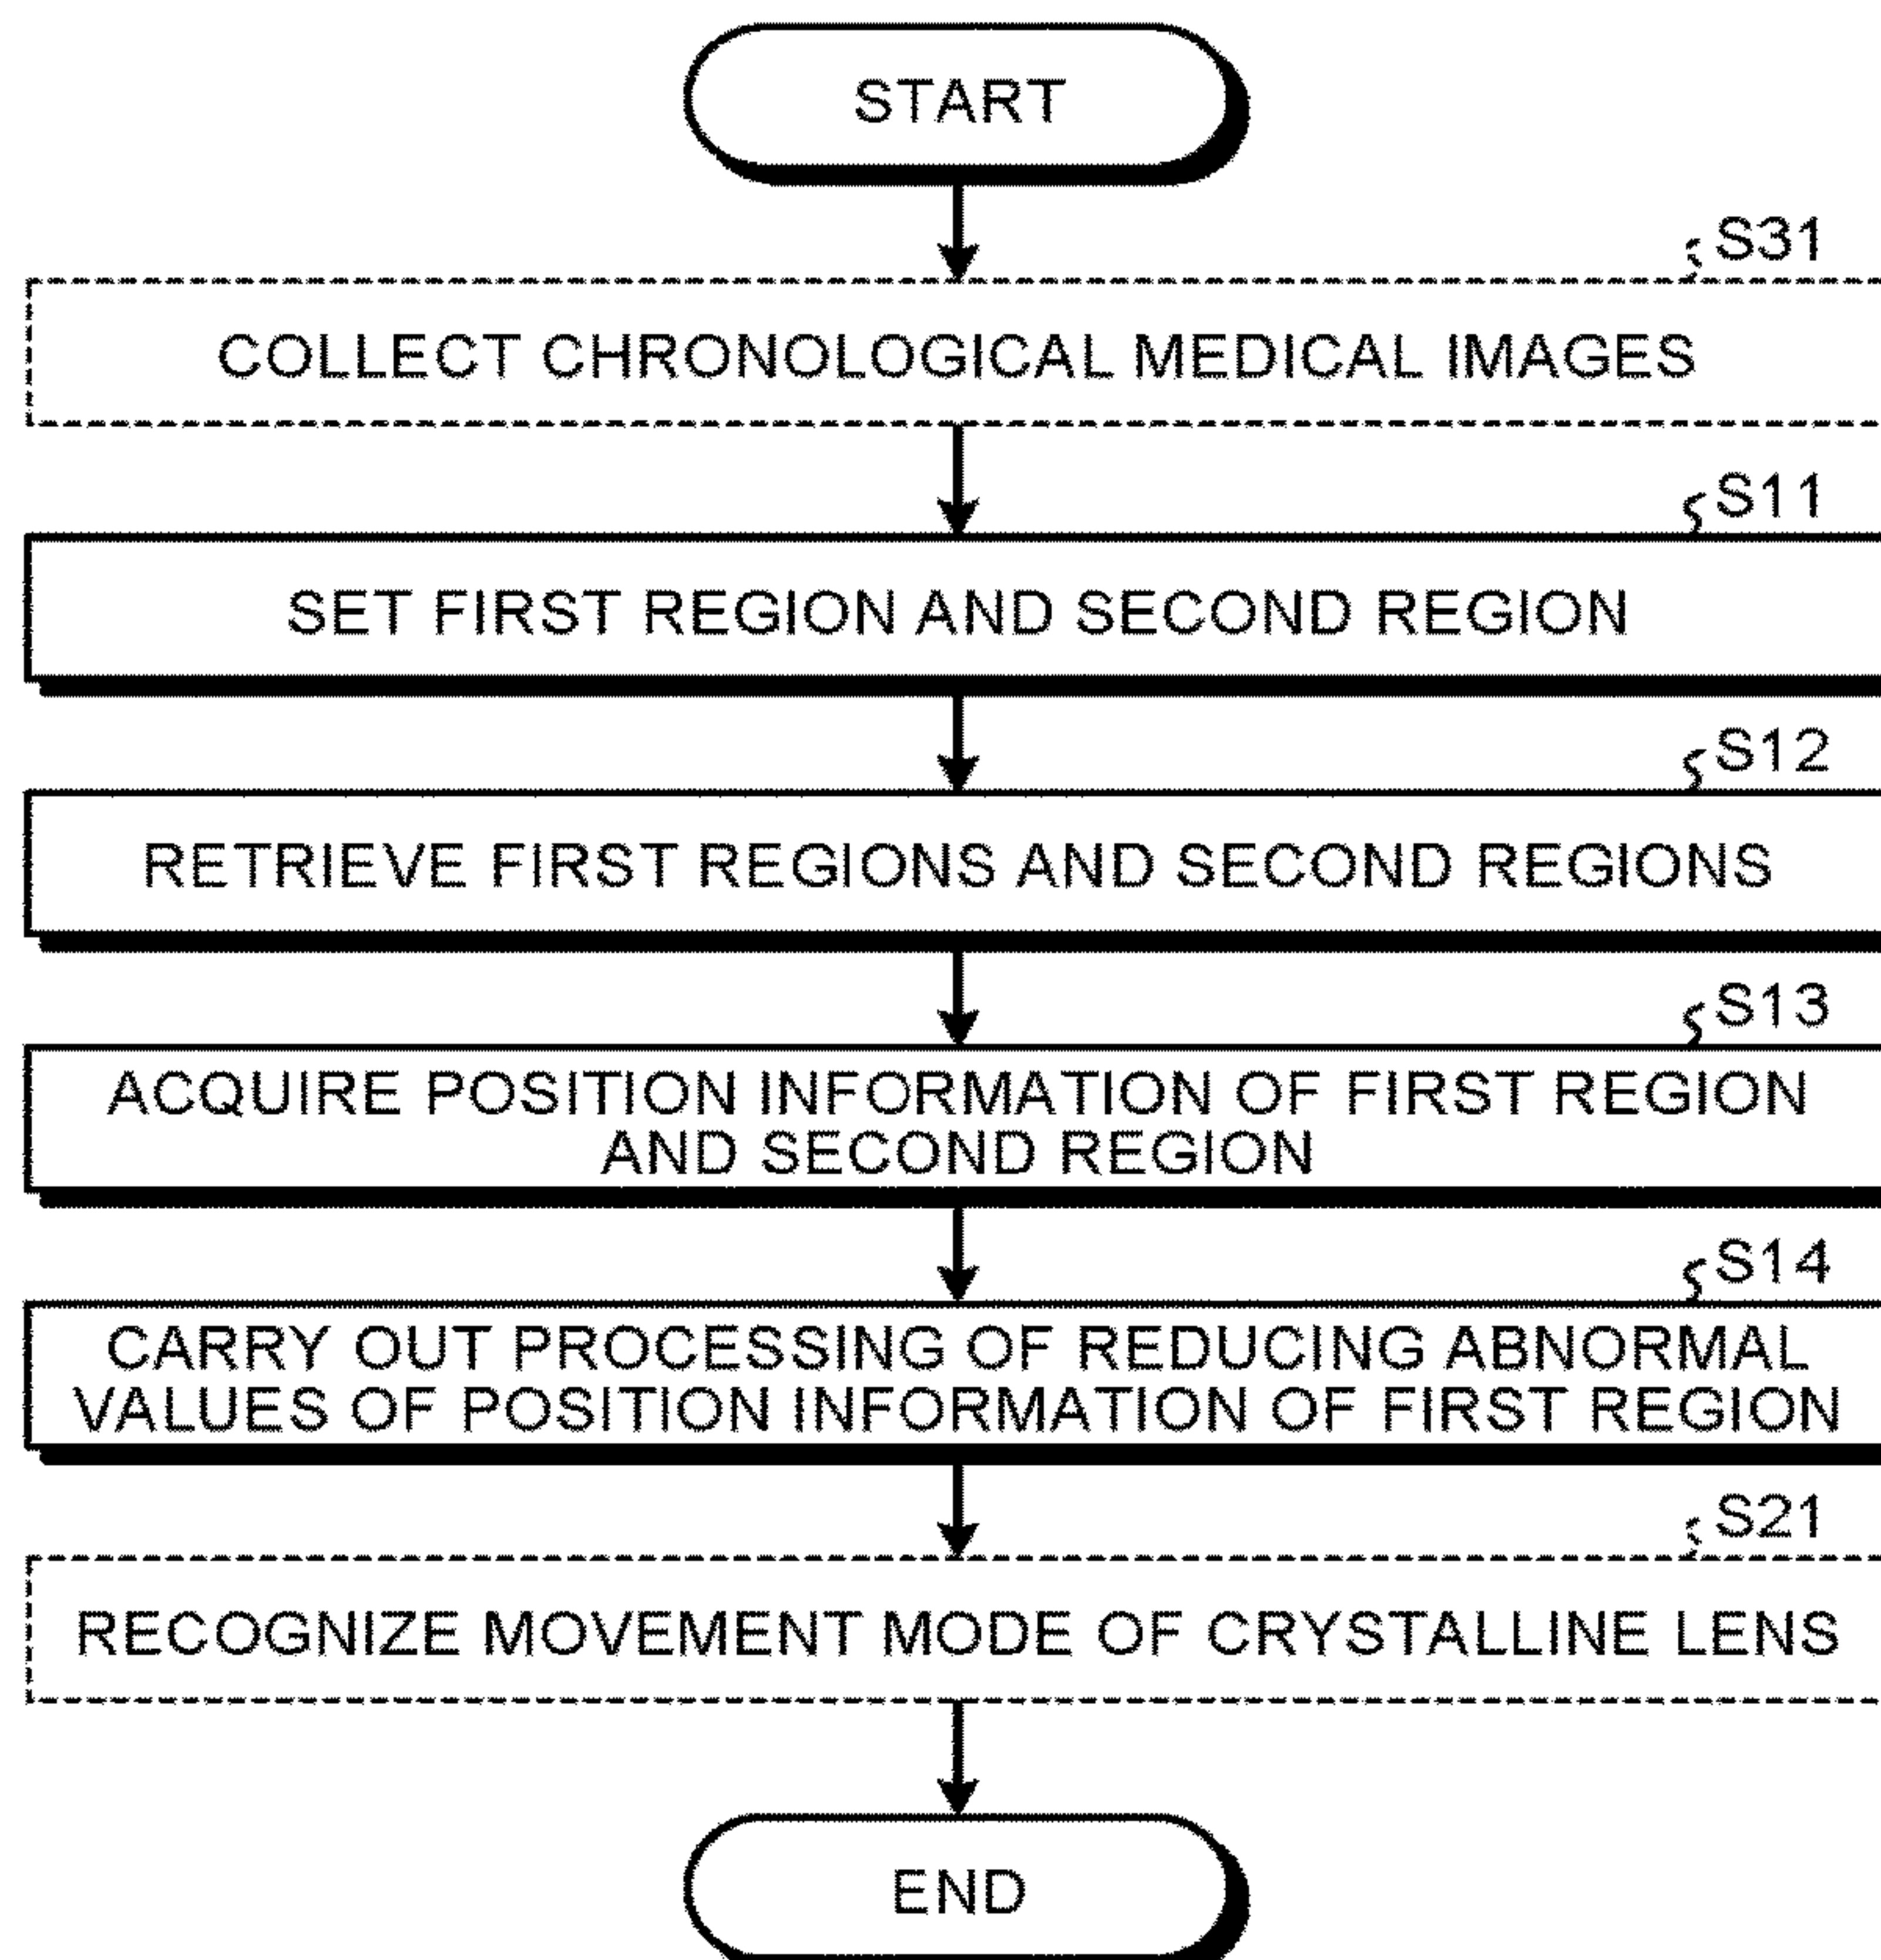 START
S31
COLLECT CHRONOLOGICAL MEDICAL IMAGES
S11
SET FIRST REGION AND SECOND REGION
S12
RETRIEVE FIRST REGIONS AND SECOND REGIONS
S13
ACQUIRE POSITION INFORMATION OF FIRST REGION
AND SECOND REGION
S14
CARRY OUT PROCESSING OF REDUCING ABNORMAL
VALUES OF POSITION INFORMATION OF FIRST REGION
S21
RECOGNIZE MOVEMENT MODE OF CRYSTALLINE LENS
END